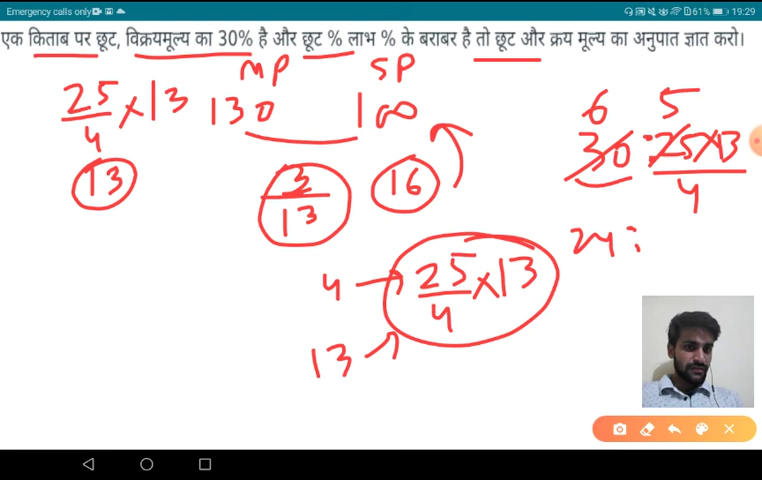 Emergency calls only 61% 19:29
एक किताब पर छूट, विक्रयमूल्य का 30% है और छूट % लाभ % के बराबर है तो छूट और क्रय मूल्य का अनुपात ज्ञात करो।
MP SP
25/4 × 13 130 100
13 3/13 16
6 5
30 : 25×13/4
24 :
4 → 25/4 × 13
13